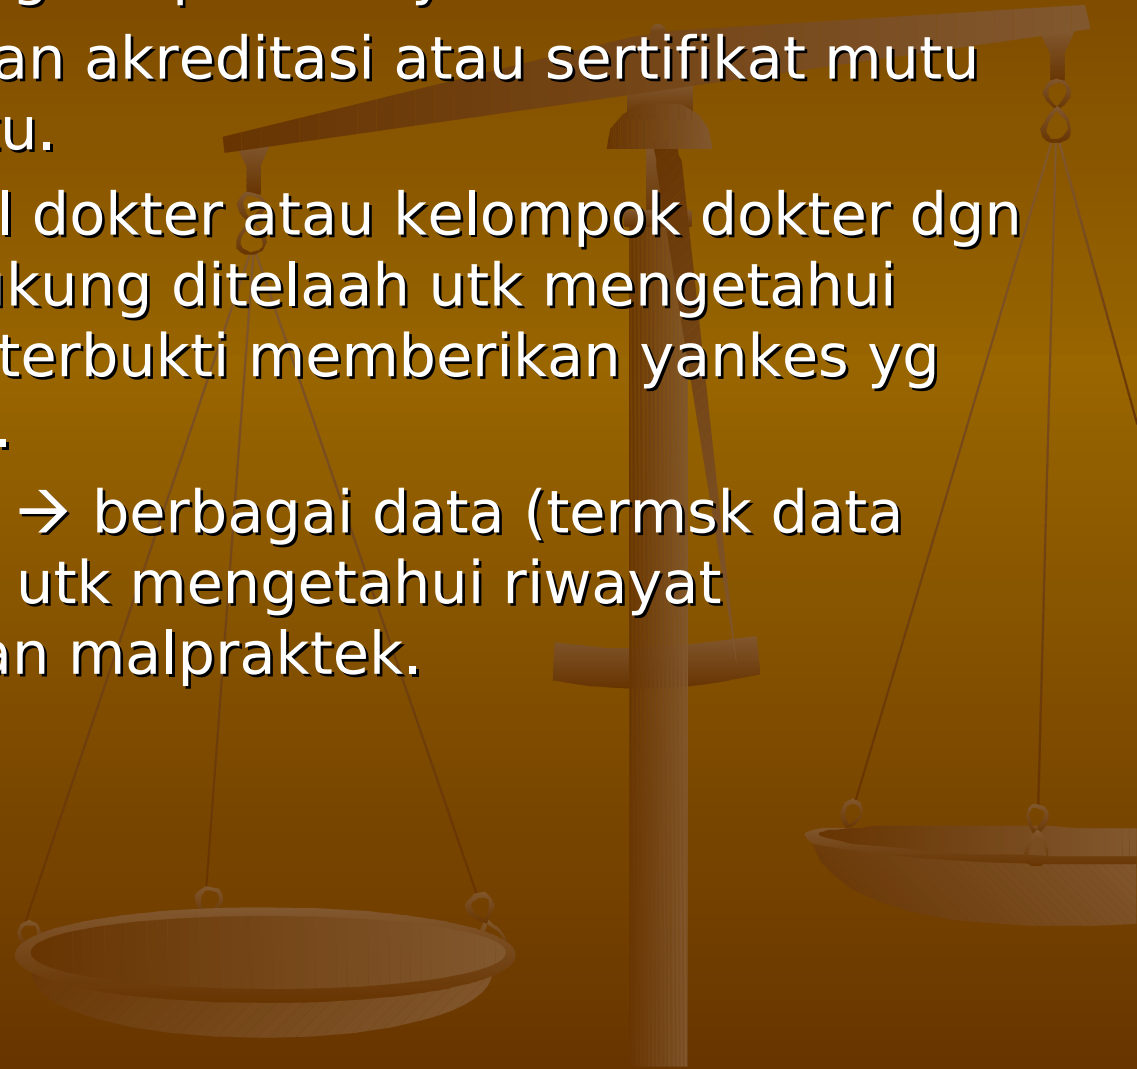 an akreditasi atau sertifikat mutu
u.
l dokter atau kelompok dokter dgn
kung ditelaah utk mengetahui
terbukti memberikan yankes yg
.
→ berbagai data (termsk data
utk mengetahui riwayat
an malpraktek.